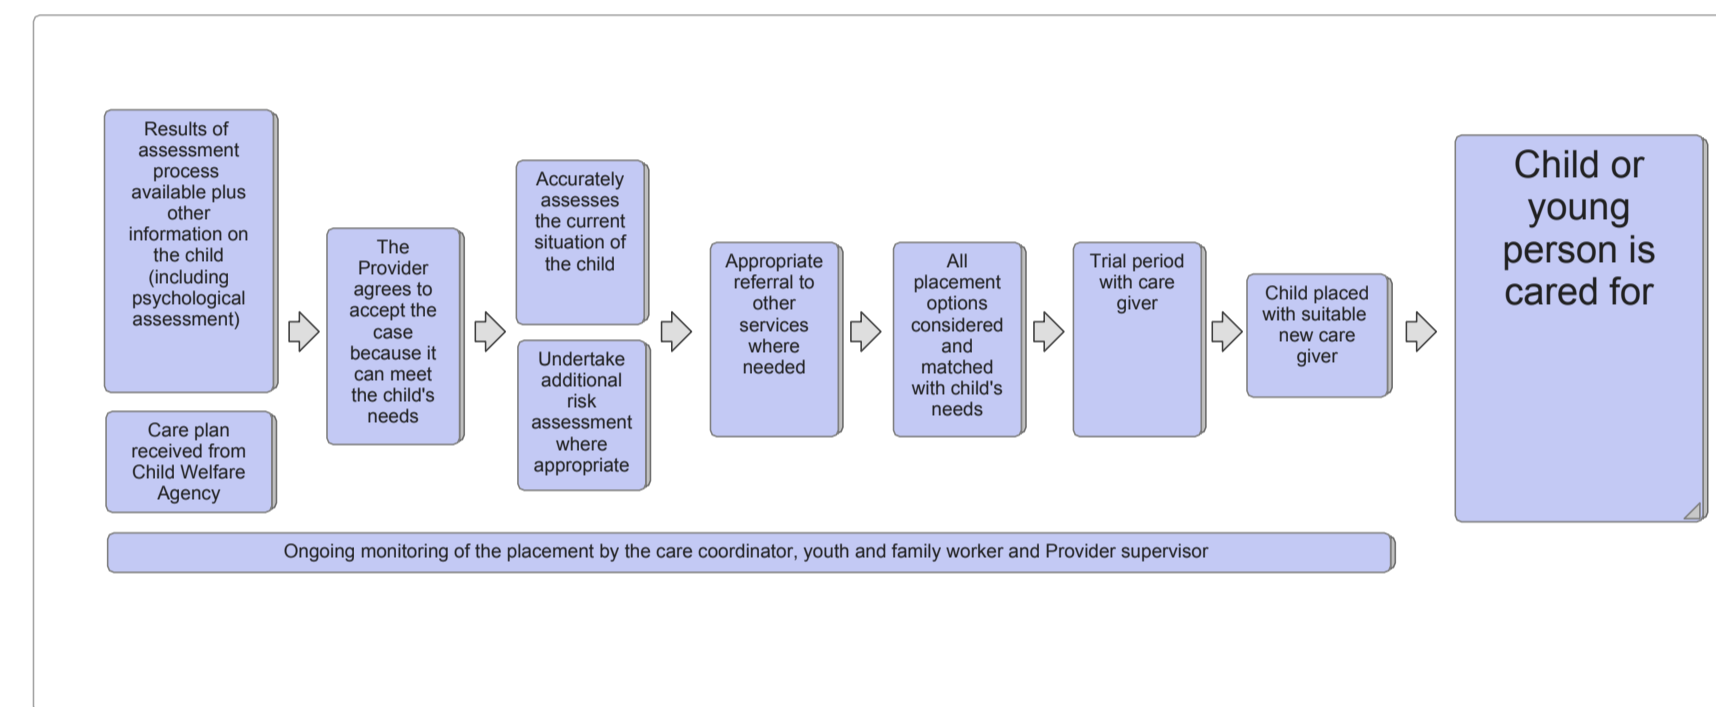 Results of
assessment
process
available plus
other
information on
the child
(including
psychological
assessment)
Care plan
received from
Child Welfare
Agency
The
Provider
agrees to
accept the
case
because it
can meet
the child's
needs
Accurately
assesses
the current
situation of
the child
Undertake
additional
risk
assessment
where
appropriate
Appropriate
referral to
other
services
where
needed
All
placement
options
considered
and
matched
with child's
needs
Trial period
with care
giver
Child placed
with suitable
new care
giver
Child or
young
person is
cared for
Ongoing monitoring of the placement by the care coordinator, youth and family worker and Provider supervisor